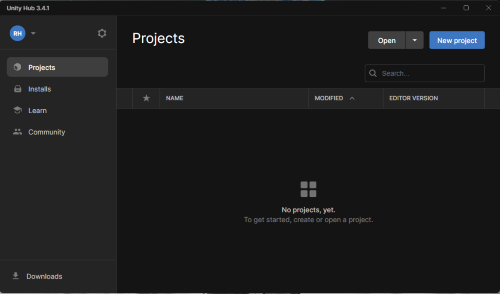 Unity Hub 3.4.1
RH
Projects
Installs
Learn
Community
Downloads
Projects
Open
New project
Search...
NAME
MODIFIED
EDITOR VERSION
No projects, yet.
To get started, create or open a project.